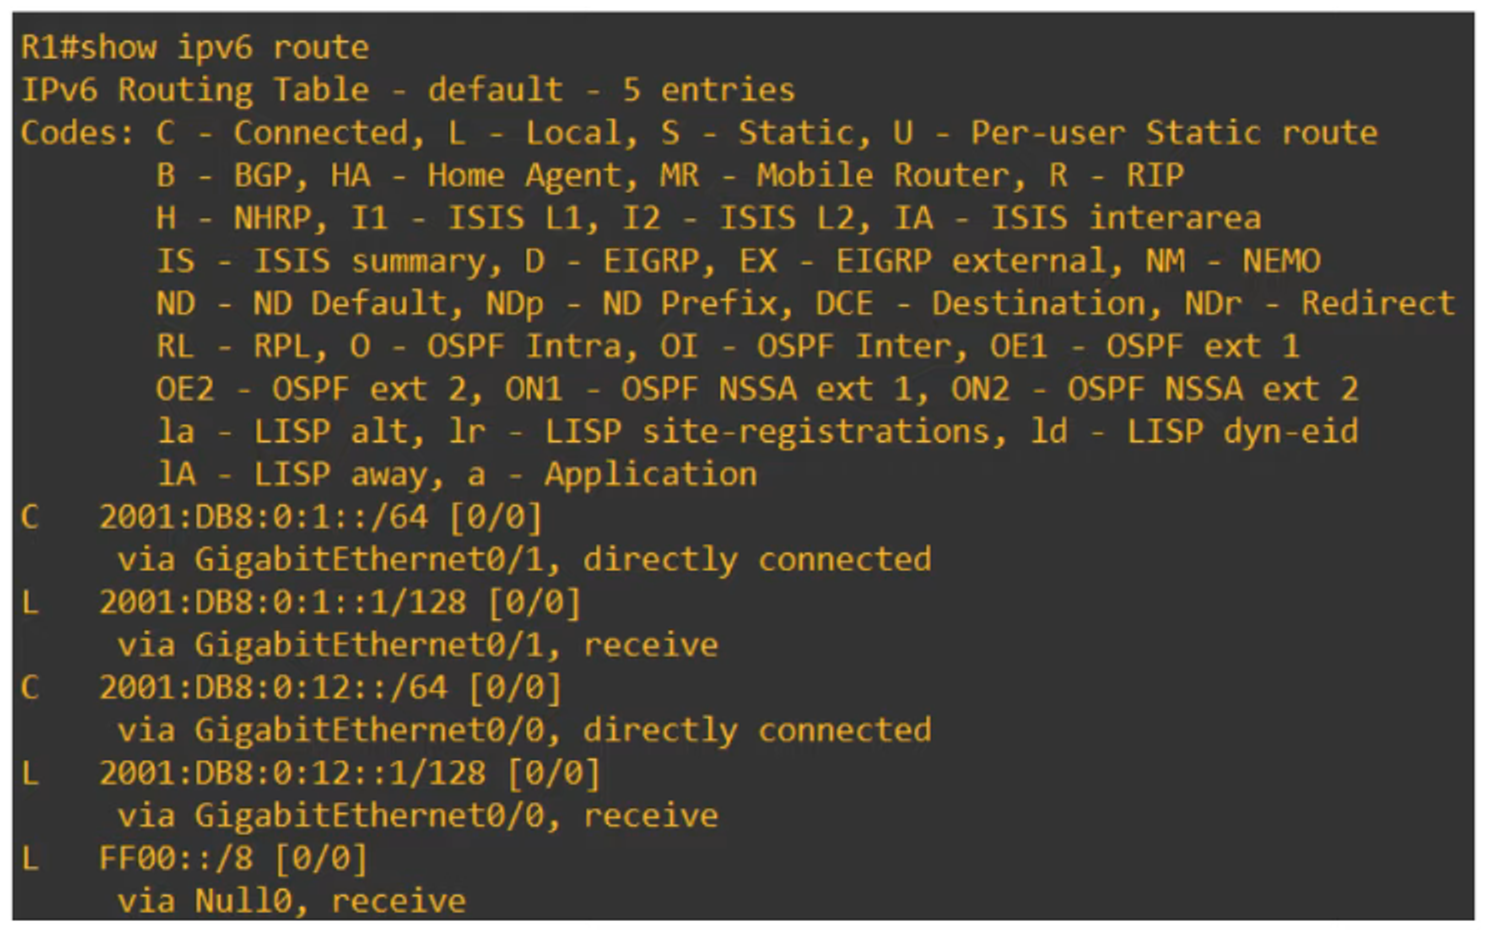 R1#show ipv6 route
IPv6 Routing Table - default - 5 entries
Codes: C - Connected, L - Local, S - Static, U - Per-user Static route
B - BGP, HA - Home Agent, MR - Mobile Router, R - RIP
H - NHRP, I1 - ISIS L1, I2 - ISIS L2, IA - ISIS interarea
IS - ISIS summary, D - EIGRP, EX - EIGRP external, NM - NEMO
ND - ND Default, NDp - ND Prefix, DCE - Destination, NDr - Redirect
RL - RPL, O - OSPF Intra, OI - OSPF Inter, OE1 - OSPF ext 1
OE2 - OSPF ext 2, ON1 - OSPF NSSA ext 1, ON2 - OSPF NSSA ext 2
la - LISP alt, lr - LISP site-registrations, ld - LISP dyn-eid
lA - LISP away, a - Application
C 2001:DB8:0:1::/64 [0/0]
via GigabitEthernet0/1, directly connected
L 2001:DB8:0:1::1/128 [0/0]
via GigabitEthernet0/1, receive
C 2001:DB8:0:12::/64 [0/0]
via GigabitEthernet0/0, directly connected
L 2001:DB8:0:12::1/128 [0/0]
via GigabitEthernet0/0, receive
L FF00::/8 [0/0]
via Null0, receive